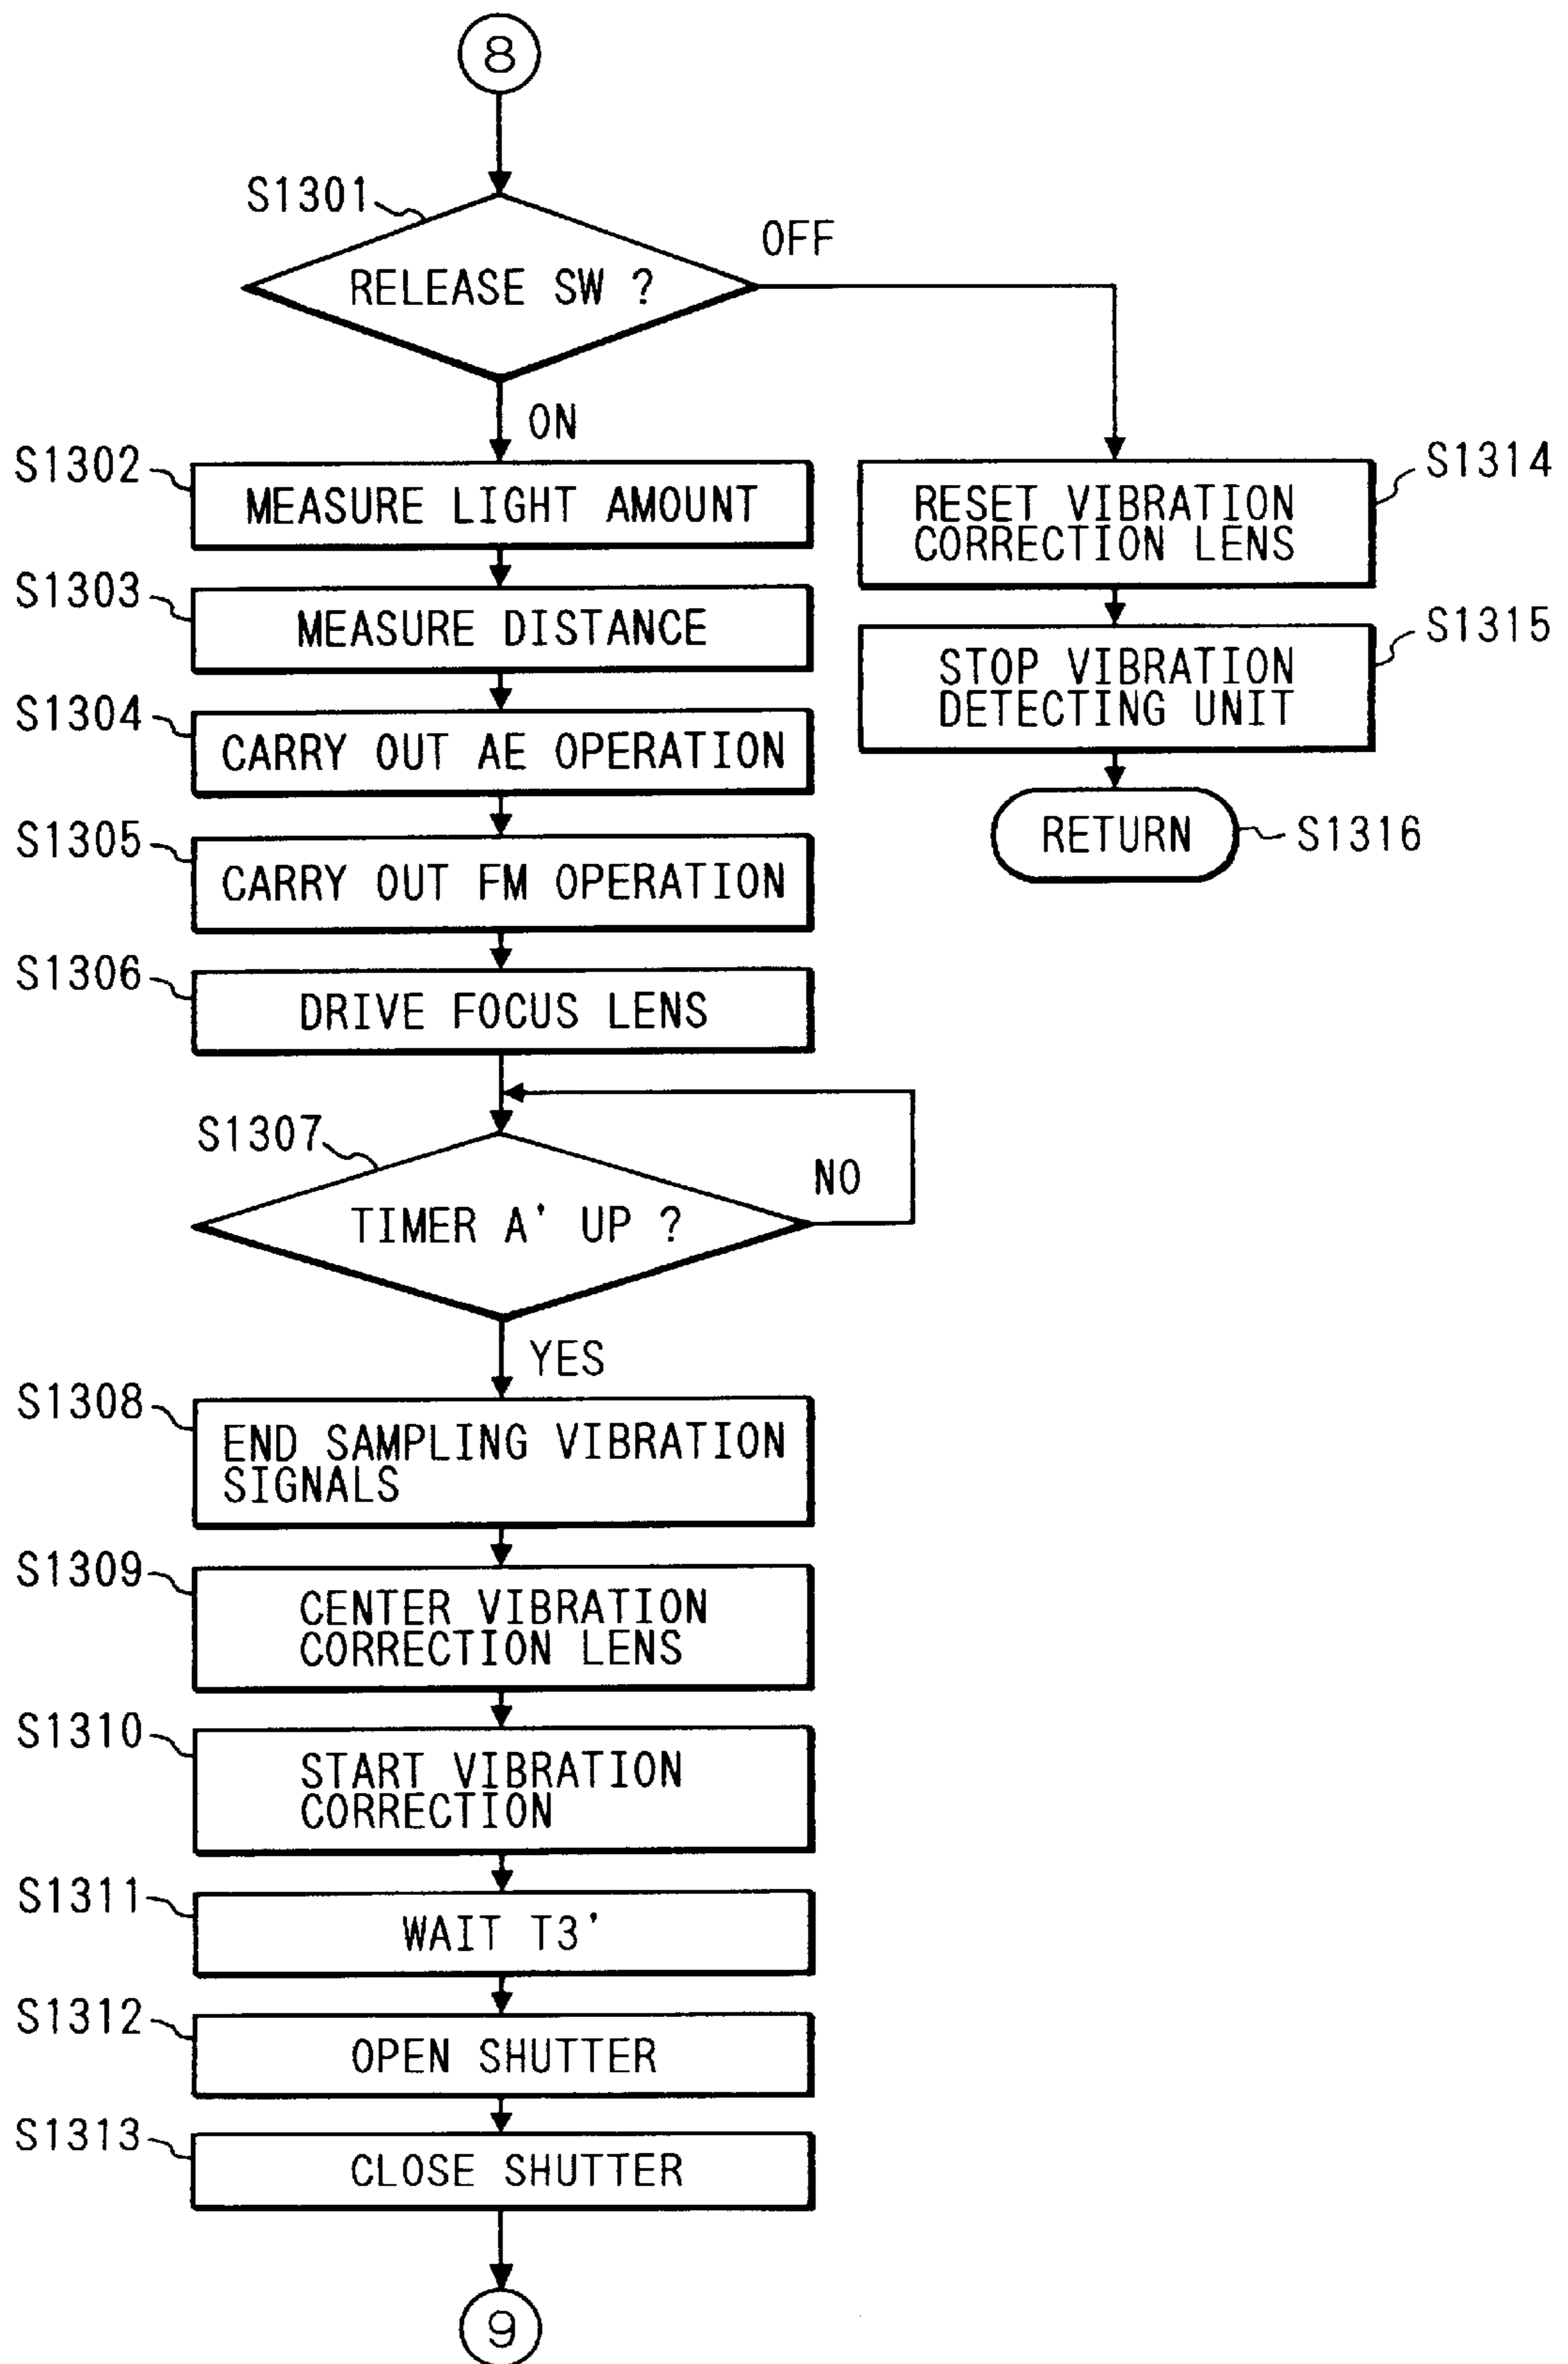 8
S1301
RELEASE SW ?
OFF
ON
S1302
MEASURE LIGHT AMOUNT
S1303
MEASURE DISTANCE
S1304
CARRY OUT AE OPERATION
S1305
CARRY OUT FM OPERATION
S1306
DRIVE FOCUS LENS
S1307
TIMER A' UP ?
NO
YES
S1308
END SAMPLING VIBRATION
SIGNALS
S1309
CENTER VIBRATION
CORRECTION LENS
S1310
START VIBRATION
CORRECTION
S1311
WAIT T3'
S1312
OPEN SHUTTER
S1313
CLOSE SHUTTER
9
S1314
RESET VIBRATION
CORRECTION LENS
S1315
STOP VIBRATION
DETECTING UNIT
RETURN
S1316